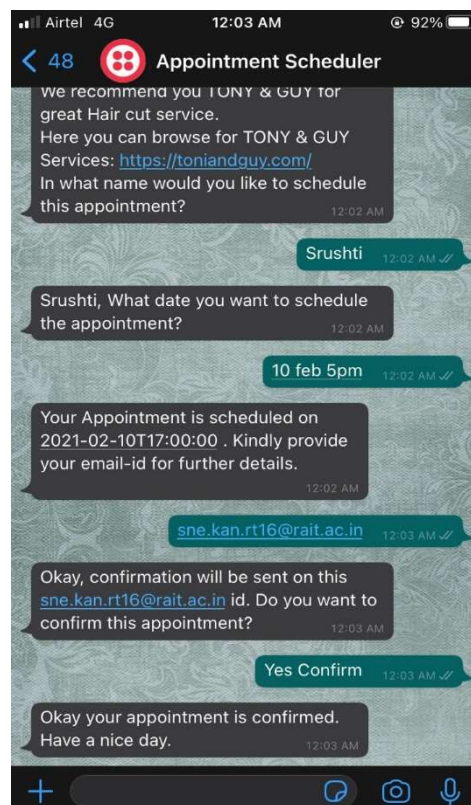 Airtel 4G 12:03 AM 92%
48 Appointment Scheduler
We recommend you TONY & GUY for
great Hair cut service.
Here you can browse for TONY & GUY
Services: https://toniandguy.com/
In what name would you like to schedule
this appointment?
12:02 AM
Srushti 12:02 AM
Srushti, What date you want to schedule
the appointment?
12:02 AM
10 feb 5pm 12:02 AM
Your Appointment is scheduled on
2021-02-10T17:00:00 . Kindly provide
your email-id for further details.
12:02 AM
sne.kan.rt16@rait.ac.in 12:03 AM
Okay, confirmation will be sent on this
sne.kan.rt16@rait.ac.in id. Do you want to
confirm this appointment?
12:03 AM
Yes Confirm 12:03 AM
Okay your appointment is confirmed.
Have a nice day.
12:03 AM